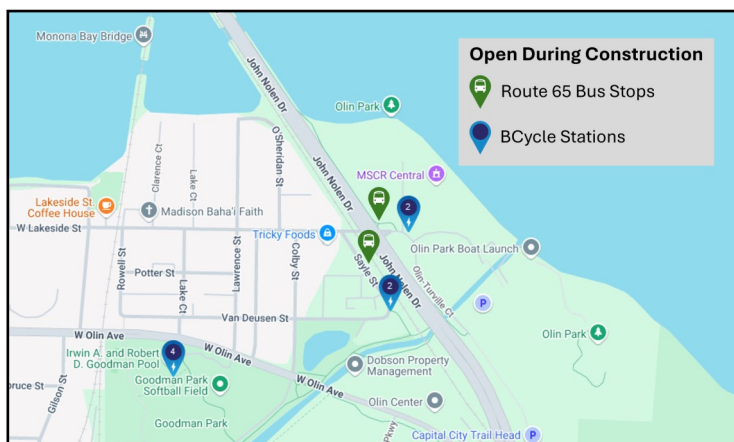 Open During Construction
Route 65 Bus Stops
BCycle Stations
Monona Bay Bridge
John Nolen Dr
Olin Park
O'Sheridan St
John Nolen Dr
MSCR Central
Clarence Ct
Lake Ct
Lakeside St.
Coffee House
Madison Baha'i Faith
2
W Lakeside St
Tricky Foods
Olin Park Boat Launch
Rowell St
Lawrence St
Colby St
Sayle St
John Nolen Dr
Olin-Turville Ct
Potter St
Lake Ct
2
P
Van Deusen St
W Olin Ave
Olin Park
Irwin A. and Robert
D. Goodman Pool
4
W Olin Ave
Dobson Property
Management
Goodman Park
Softball Field
ruce St
Gilson St
Olin Center
Goodman Park
Pkwy
Capital City Trail Head
P